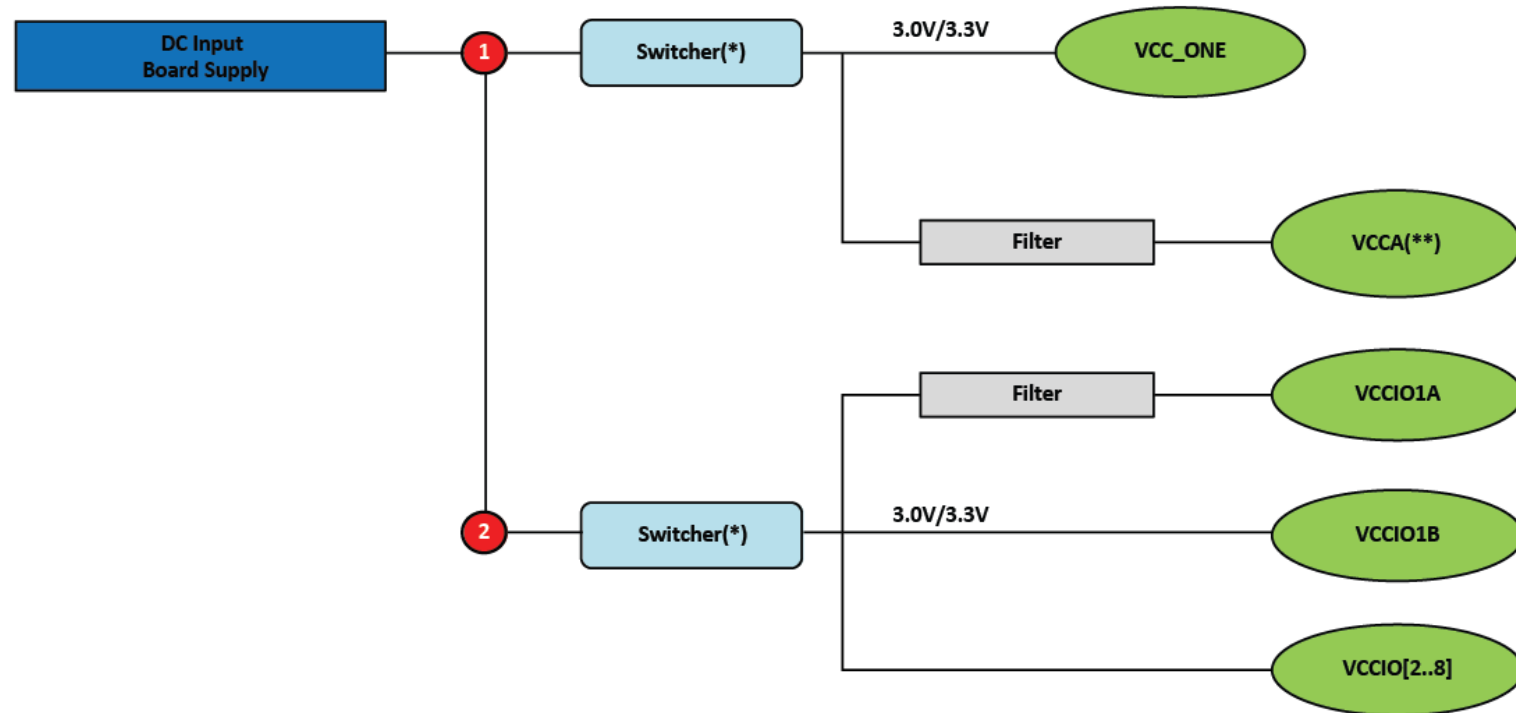 DC Input
Board Supply
1
Switcher(*)
3.0V/3.3V
VCC_ONE
Filter
VCCA(**)
Filter
VCCIO1A
2
Switcher(*)
3.0V/3.3V
VCCIO1B
VCCIO[2..8]